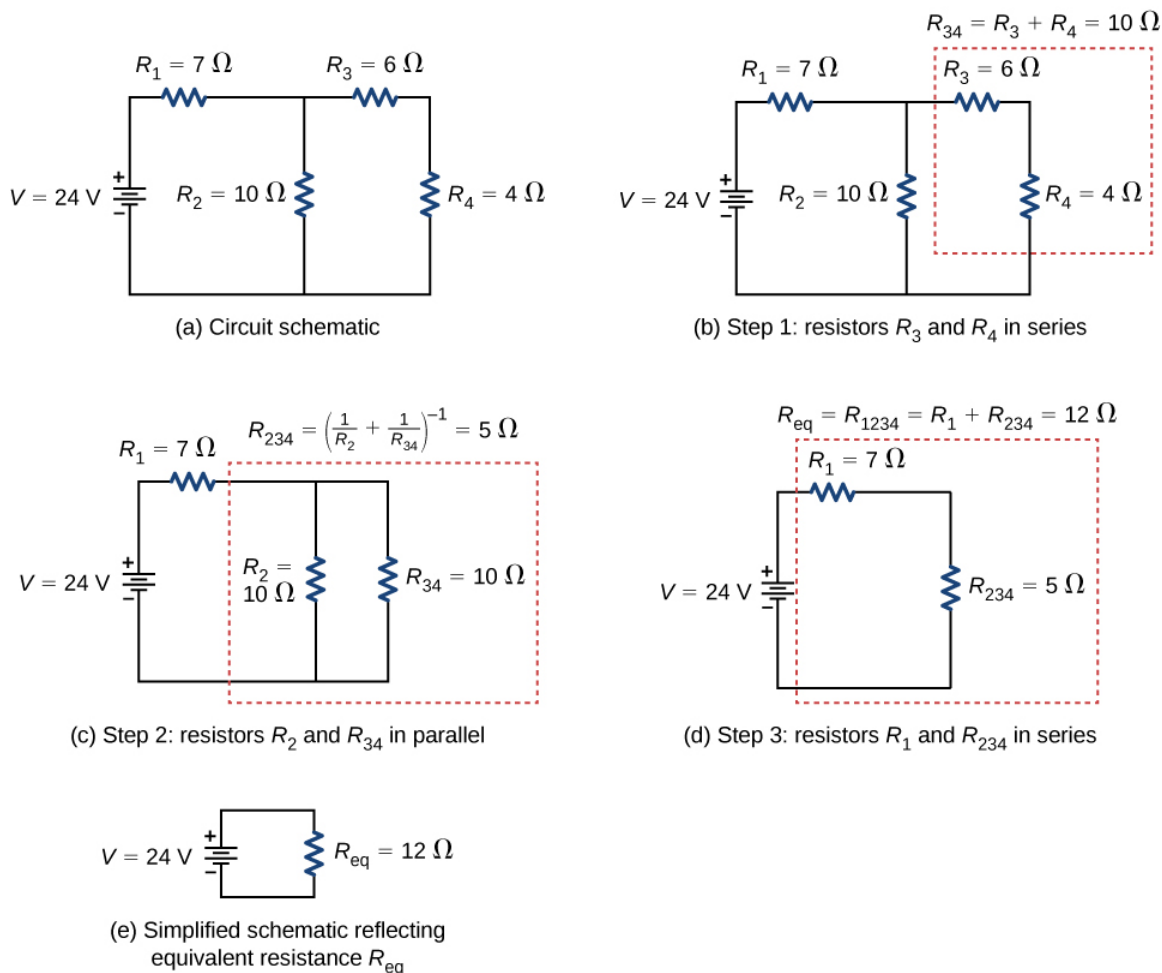 R₁ = 7 Ω
R₃ = 6 Ω
V = 24 V
+
−
R₂ = 10 Ω
R₄ = 4 Ω
(a) Circuit schematic
R₃₄ = R₃ + R₄ = 10 Ω
R₁ = 7 Ω
R₃ = 6 Ω
V = 24 V
+
−
R₂ = 10 Ω
R₄ = 4 Ω
(b) Step 1: resistors R₃ and R₄ in series
R₂₃₄ = (1/R₂ + 1/R₃₄)⁻¹ = 5 Ω
R₁ = 7 Ω
V = 24 V
+
−
R₂ =
10 Ω
R₃₄ = 10 Ω
(c) Step 2: resistors R₂ and R₃₄ in parallel
R_eq = R₁₂₃₄ = R₁ + R₂₃₄ = 12 Ω
R₁ = 7 Ω
V = 24 V
+
−
R₂₃₄ = 5 Ω
(d) Step 3: resistors R₁ and R₂₃₄ in series
V = 24 V
+
−
R_eq = 12 Ω
(e) Simplified schematic reflecting
equivalent resistance R_eq